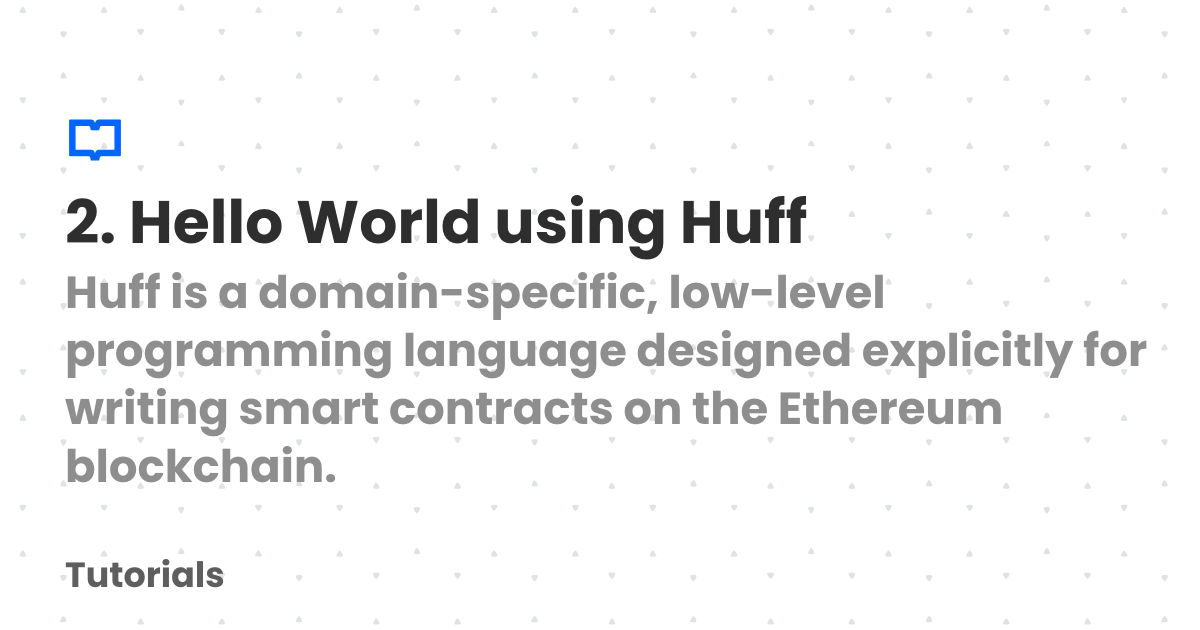 2. Hello World using Huff
Huff is a domain-specific, low-level
programming language designed explicitly for
writing smart contracts on the Ethereum
blockchain.
Tutorials